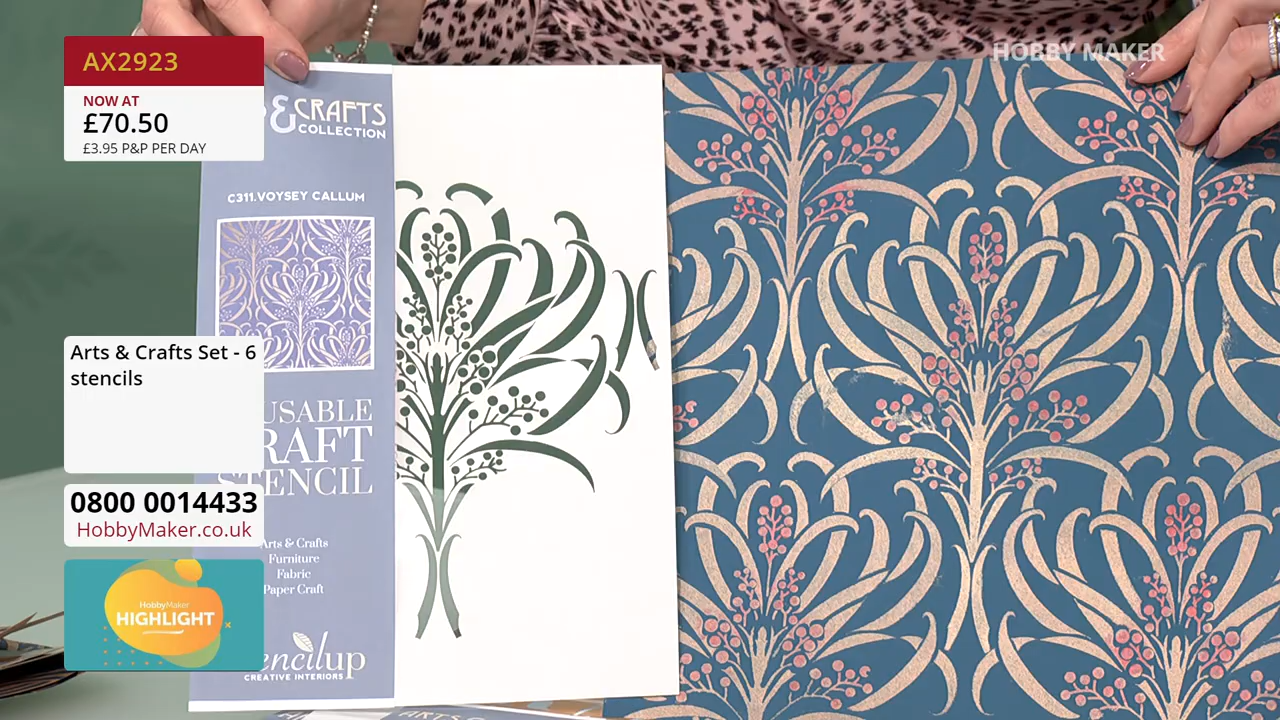 AX2923
NOW AT
£70.50
£3.95 P&P PER DAY
Arts & Crafts Set - 6
stencils
0800 0014433
HobbyMaker.co.uk
HobbyMaker
HIGHLIGHT
HOBBY MAKER
&CRAFTS
COLLECTION
C311.VOYSEY CALLUM
USABLE
RAFT
STENCIL
Arts & Crafts
Furniture
Fabric
Paper Craft
encilup
CREATIVE INTERIORS